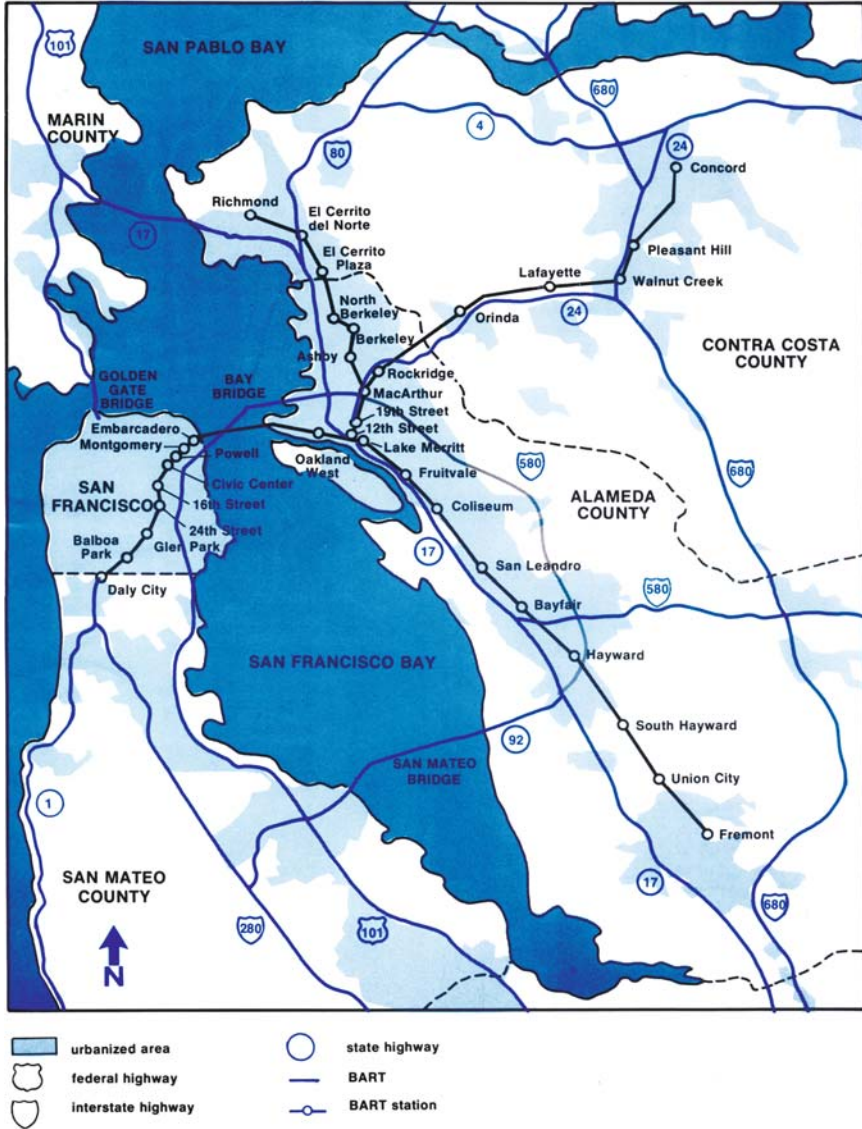 101
SAN PABLO BAY
680
MARIN
COUNTY
4
80
24
Concord
Richmond
El Cerrito
del Norte
17
El Cerrito
Plaza
Pleasant Hill
Lafayette
Walnut Creek
North
Berkeley
Orinda
24
Berkeley
Ashby
CONTRA COSTA
COUNTY
GOLDEN
GATE
BRIDGE
BAY
BRIDGE
Rockridge
MacArthur
19th Street
12th Street
Embarcadero
Montgomery
Powell
Lake Merritt
Oakland
West
580
680
Civic Center
Fruitvale
SAN
FRANCISCO
16th Street
ALAMEDA
COUNTY
24th Street
Coliseum
Balboa
Park
Glen Park
17
San Leandro
Daly City
580
Bayfair
SAN FRANCISCO BAY
Hayward
92
South Hayward
SAN MATEO
BRIDGE
Union City
1
Fremont
SAN MATEO
COUNTY
17
680
280
101
N
urbanized area
state highway
federal highway
BART
interstate highway
BART station